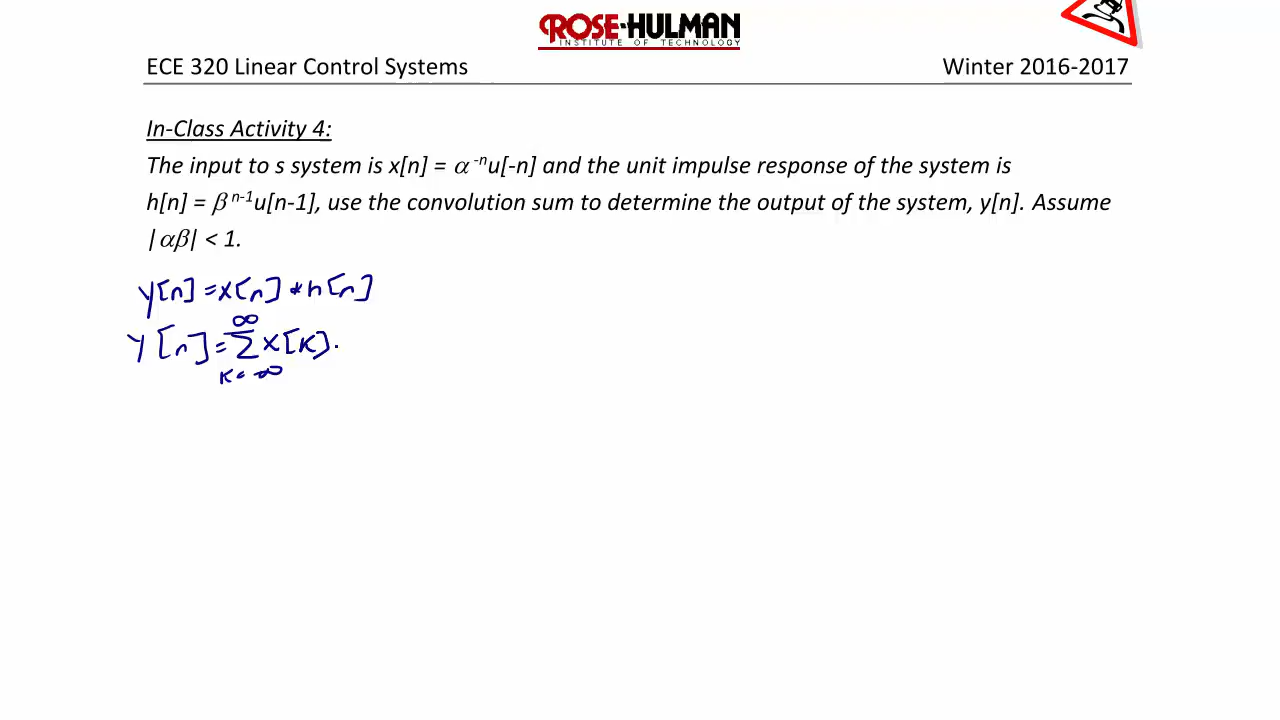 ROSE-HULMAN
INSTITUTE OF TECHNOLOGY
ECE 320 Linear Control Systems Winter 2016-2017
In-Class Activity 4:
The input to s system is x[n] = α ⁻ⁿu[-n] and the unit impulse response of the system is
h[n] = β ⁿ⁻¹u[n-1], use the convolution sum to determine the output of the system, y[n]. Assume
|αβ| < 1.
y[n] = x[n] * h[n]
y[n] = ∞ Σ k=-∞ x[k] ·